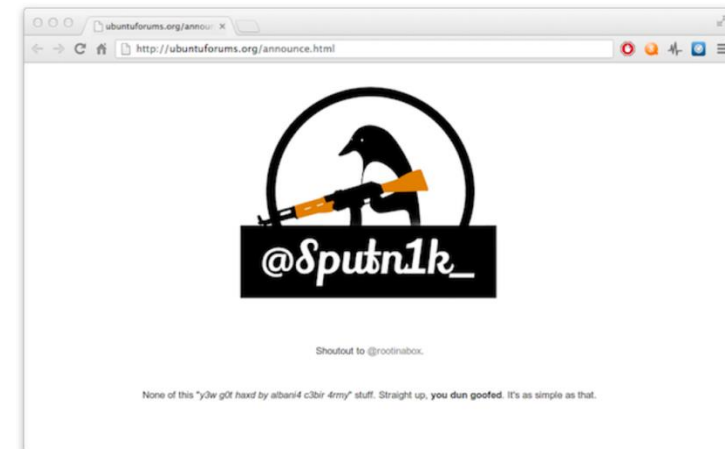 ubuntuforums.org/announ
http://ubuntuforums.org/announce.html
@Sputn1k_
Shoutout to @rootinabox.
None of this "y3w g0t haxd by albani4 c3bir 4rmy" stuff. Straight up, you dun goofed. It's as simple as that.